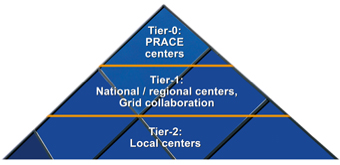 Tier-0:
PRACE
centers
Tier-1:
National / regional centers,
Grid collaboration
Tier-2:
Local centers